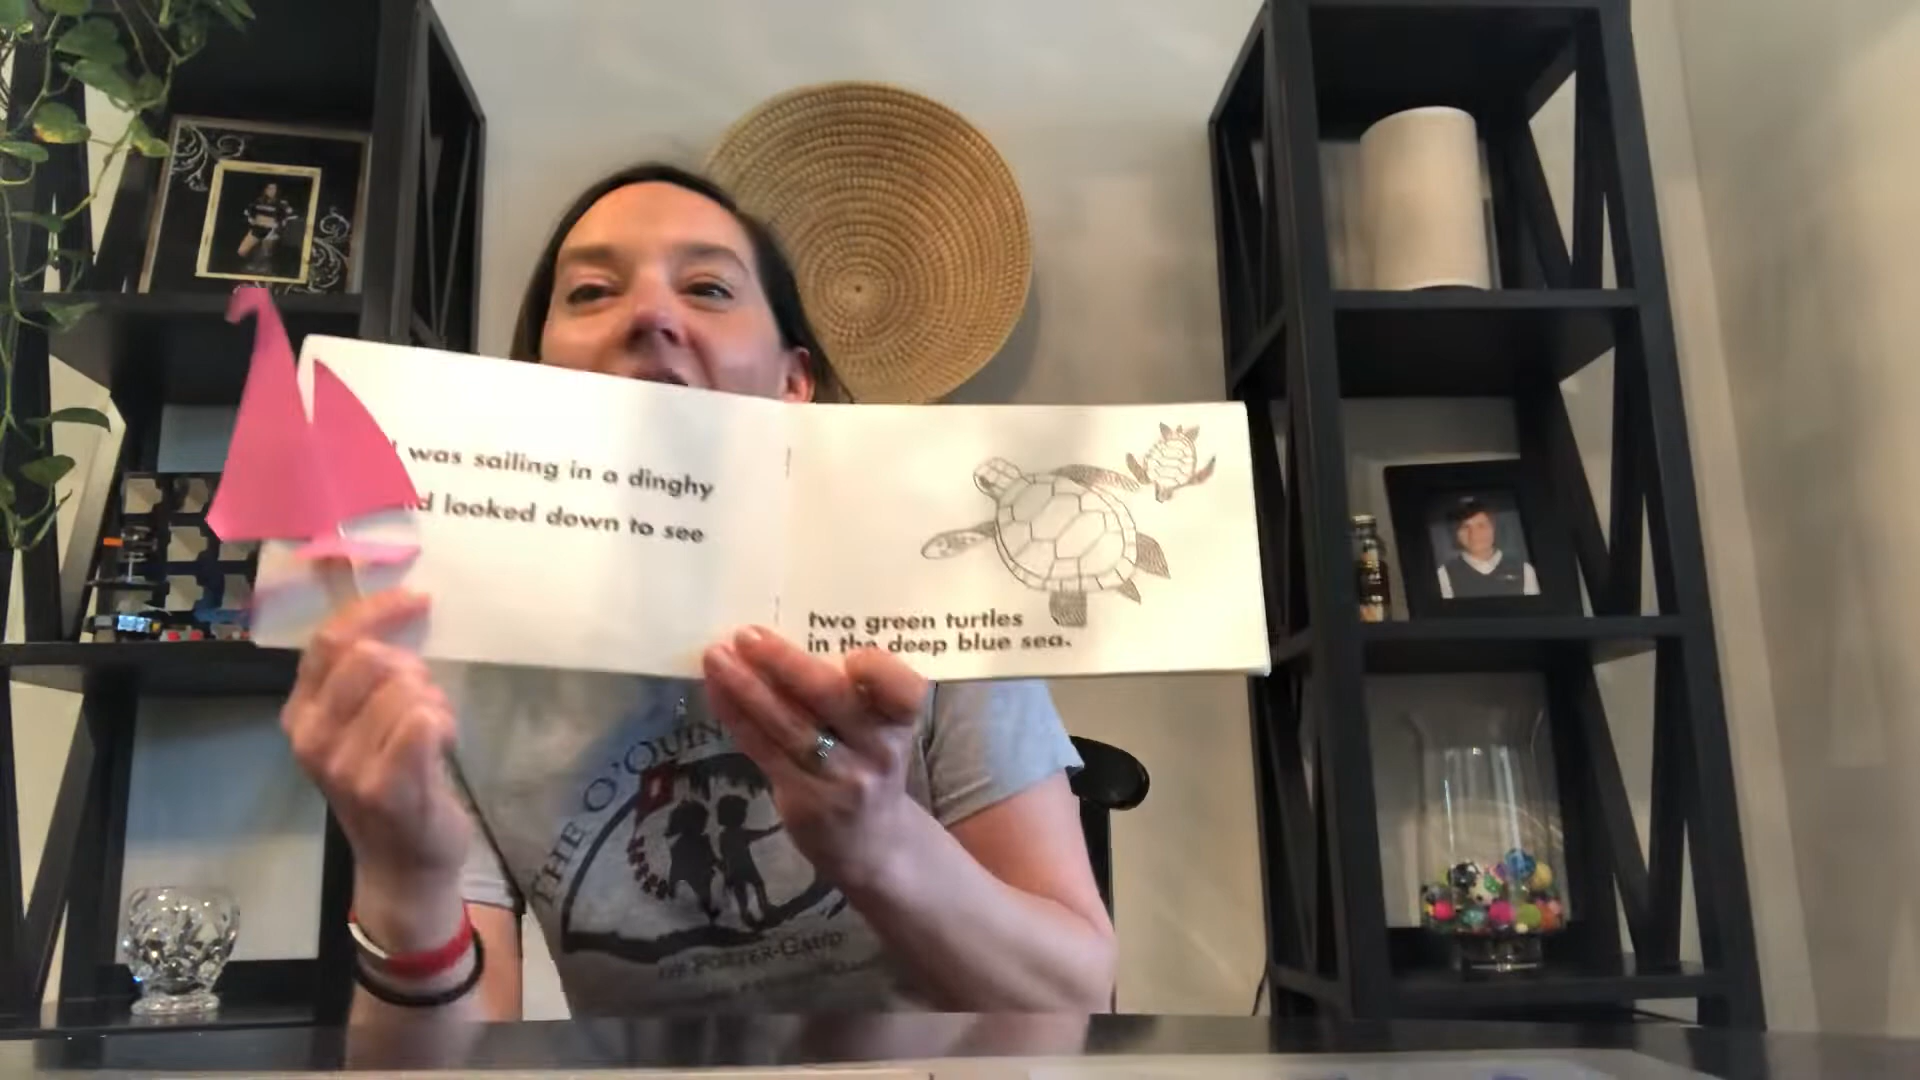 was sailing in a dinghy
looked down to see
two green turtles
in the deep blue sea.
THE O'QUIN
PORTER-GAUD